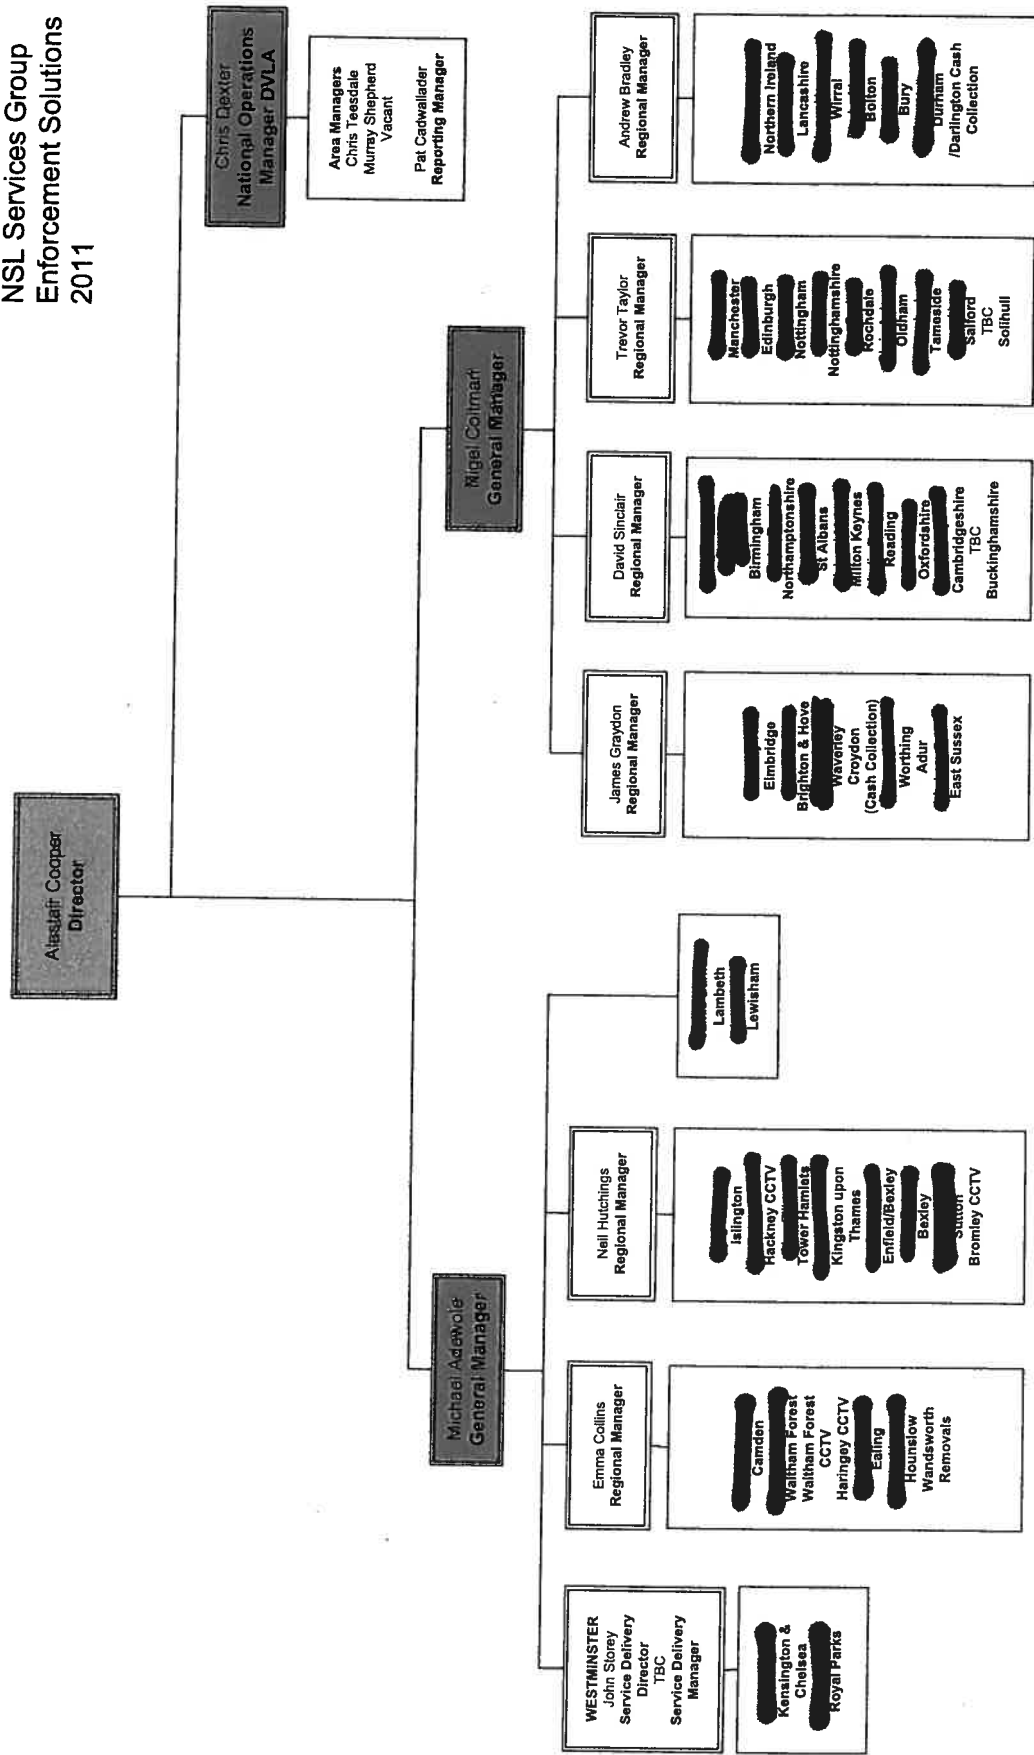 NSL Services Group
Enforcement Solutions
2011
Alastair Cooper
Director
Chris Dexter
National Operations
Manager DVLA
Area Managers
Chris Teesdale
Murray Shepherd
Vacant
Pat Cadwallader
Reporting Manager
Michael Adewole
General Manager
Nigel Coltman
General Manager
WESTMINSTER
John Storey
Service Delivery
Director
TBC
Service Delivery
Manager
Kensington &
Chelsea
Royal Parks
Emma Collins
Regional Manager
Camden
Waltham Forest
Waltham Forest
CCTV
Haringey CCTV
Ealing
Hounslow
Wandsworth
Removals
Neil Hutchings
Regional Manager
Islington
Hackney CCTV
Tower Hamlets
Kingston upon
Thames
Enfield/Bexley
Bexley
Sutton
Bromley CCTV
Lambeth
Lewisham
James Graydon
Regional Manager
Elmbridge
Brighton & Hove
Waverley
Croydon
(Cash Collection)
Worthing
Adur
East Sussex
David Sinclair
Regional Manager
Birmingham
Northamptonshire
St Albans
Milton Keynes
Reading
Oxfordshire
Cambridgeshire
TBC
Buckinghamshire
Trevor Taylor
Regional Manager
Manchester
Edinburgh
Nottingham
Nottinghamshire
Rochdale
Oldham
Tameside
Salford
TBC
Solihull
Andrew Bradley
Regional Manager
Northern Ireland
Lancashire
Wirral
Bolton
Bury
Durham
/Darlington Cash
Collection